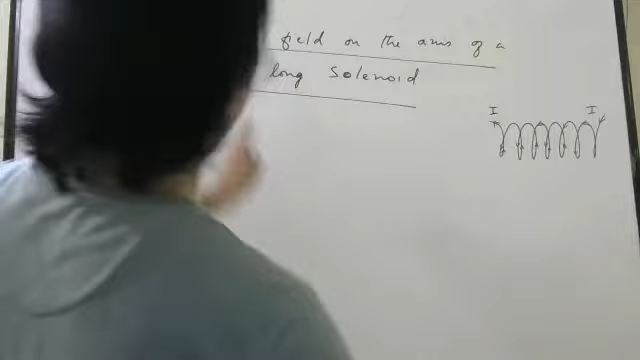 field on the axis of a
long Solenoid
I I